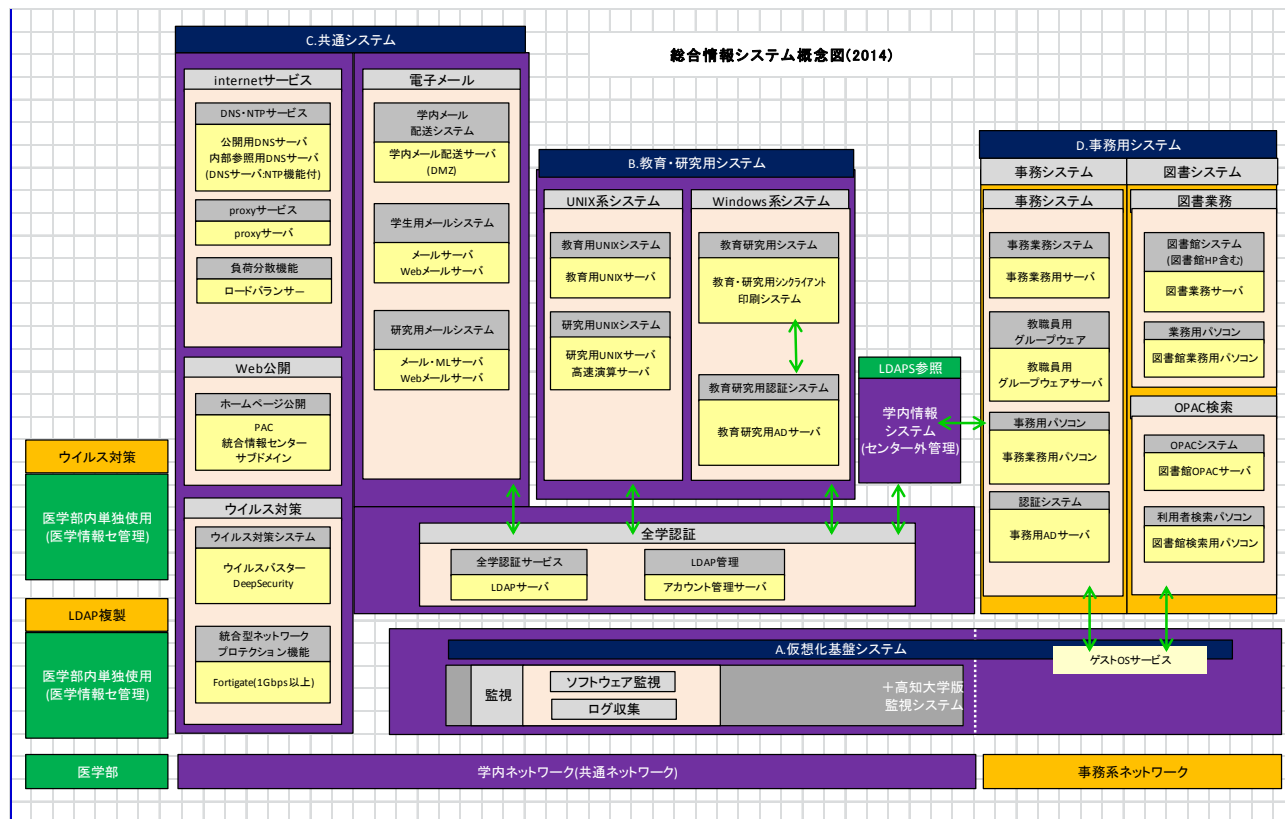 総合情報システム概念図(2014)
C.共通システム
internetサービス
DNS・NTPサービス
公開用DNSサーバ
内部参照用DNSサーバ
(DNSサーバ:NTP機能付)
proxyサービス
proxyサーバ
負荷分散機能
ロードバランサー
Web公開
ホームページ公開
PAC
統合情報センター
サブドメイン
ウイルス対策
ウイルス対策システム
ウイルスバスター
DeepSecurity
統合型ネットワーク
プロテクション機能
Fortigate(1Gbps以上)
電子メール
学内メール
配送システム
学内メール配送サーバ
(DMZ)
学生用メールシステム
メールサーバ
Webメールサーバ
研究用メールシステム
メール・MLサーバ
Webメールサーバ
B.教育・研究用システム
UNIX系システム
教育用UNIXシステム
教育用UNIXサーバ
研究用UNIXシステム
研究用UNIXサーバ
高速演算サーバ
Windows系システム
教育研究用システム
教育・研究用シンクライアント
印刷システム
教育研究用認証システム
教育研究用ADサーバ
LDAPS参照
学内情報
システム
(センター外管理)
D.事務用システム
事務システム
事務システム
事務業務システム
事務業務用サーバ
教職員用
グループウェア
教職員用
グループウェアサーバ
事務用パソコン
事務業務用パソコン
認証システム
事務用ADサーバ
図書システム
図書業務
図書館システム
(図書館HP含む)
図書業務サーバ
業務用パソコン
図書館業務用パソコン
OPAC検索
OPACシステム
図書館OPACサーバ
利用者検索パソコン
図書館検索用パソコン
全学認証
全学認証サービス
LDAPサーバ
LDAP管理
アカウント管理サーバ
A.仮想化基盤システム
ゲストOSサービス
監視
ソフトウェア監視
ログ収集
＋高知大学版
監視システム
ウイルス対策
医学部内単独使用
(医学情報セ管理)
LDAP複製
医学部内単独使用
(医学情報セ管理)
医学部
学内ネットワーク(共通ネットワーク)
事務系ネットワーク